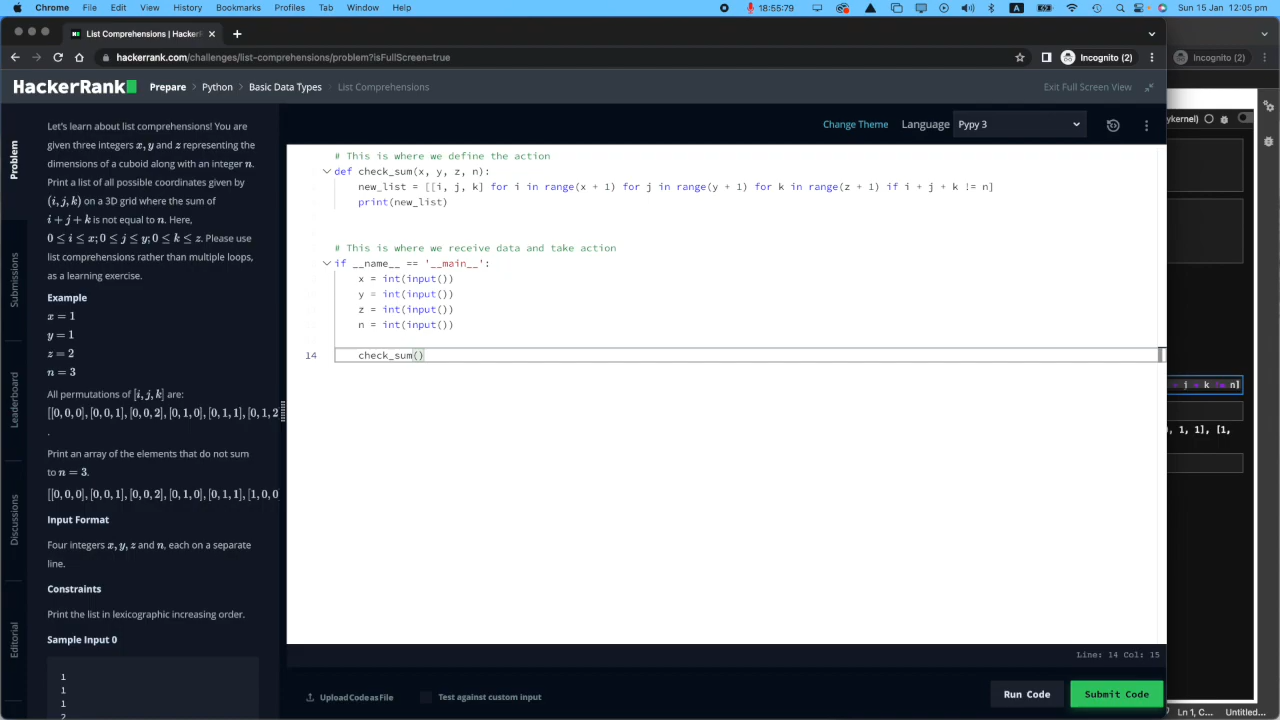 Chrome File Edit View History Bookmarks Profiles Tab Window Help 18:55:79 A Sun 15 Jan 12:05 PM
List Comprehensions | HackerR
hackerrank.com/challenges/list-comprehensions/problem?isFullScreen=true Incognito (2) Incognito (2)
HackerRank Prepare Python Basic Data Types List Comprehensions Exit Full Screen View
Problem
Submissions
Leaderboard
Discussions
Editorial
Let's learn about list comprehensions! You are
given three integers x, y and z representing the
dimensions of a cuboid along with an integer n.
Print a list of all possible coordinates given by
(i, j, k) on a 3D grid where the sum of
i + j + k is not equal to n. Here,
0 ≤ i ≤ x; 0 ≤ j ≤ y; 0 ≤ k ≤ z. Please use
list comprehensions rather than multiple loops,
as a learning exercise.
Example
x = 1
y = 1
z = 2
n = 3
All permutations of [i, j, k] are:
[[0, 0, 0], [0, 0, 1], [0, 0, 2], [0, 1, 0], [0, 1, 1], [0, 1, 2
.
Print an array of the elements that do not sum
to n = 3.
[[0, 0, 0], [0, 0, 1], [0, 0, 2], [0, 1, 0], [0, 1, 1], [1, 0, 0
Input Format
Four integers x, y, z and n, each on a separate
line.
Constraints
Print the list in lexicographic increasing order.
Sample Input 0
1
1
1
2
Change Theme Language Pypy 3
# This is where we define the action
def check_sum(x, y, z, n):
new_list = [[i, j, k] for i in range(x + 1) for j in range(y + 1) for k in range(z + 1) if i + j + k != n]
print(new_list)
# This is where we receive data and take action
if __name__ == '__main__':
x = int(input())
y = int(input())
z = int(input())
n = int(input())
14 check_sum()
Line: 14 Col: 15
Upload Code as File Test against custom input Run Code Submit Code
ykernel)
+ j + k != n]
, 1, 1], [1,
Ln 1, C... Untitled...